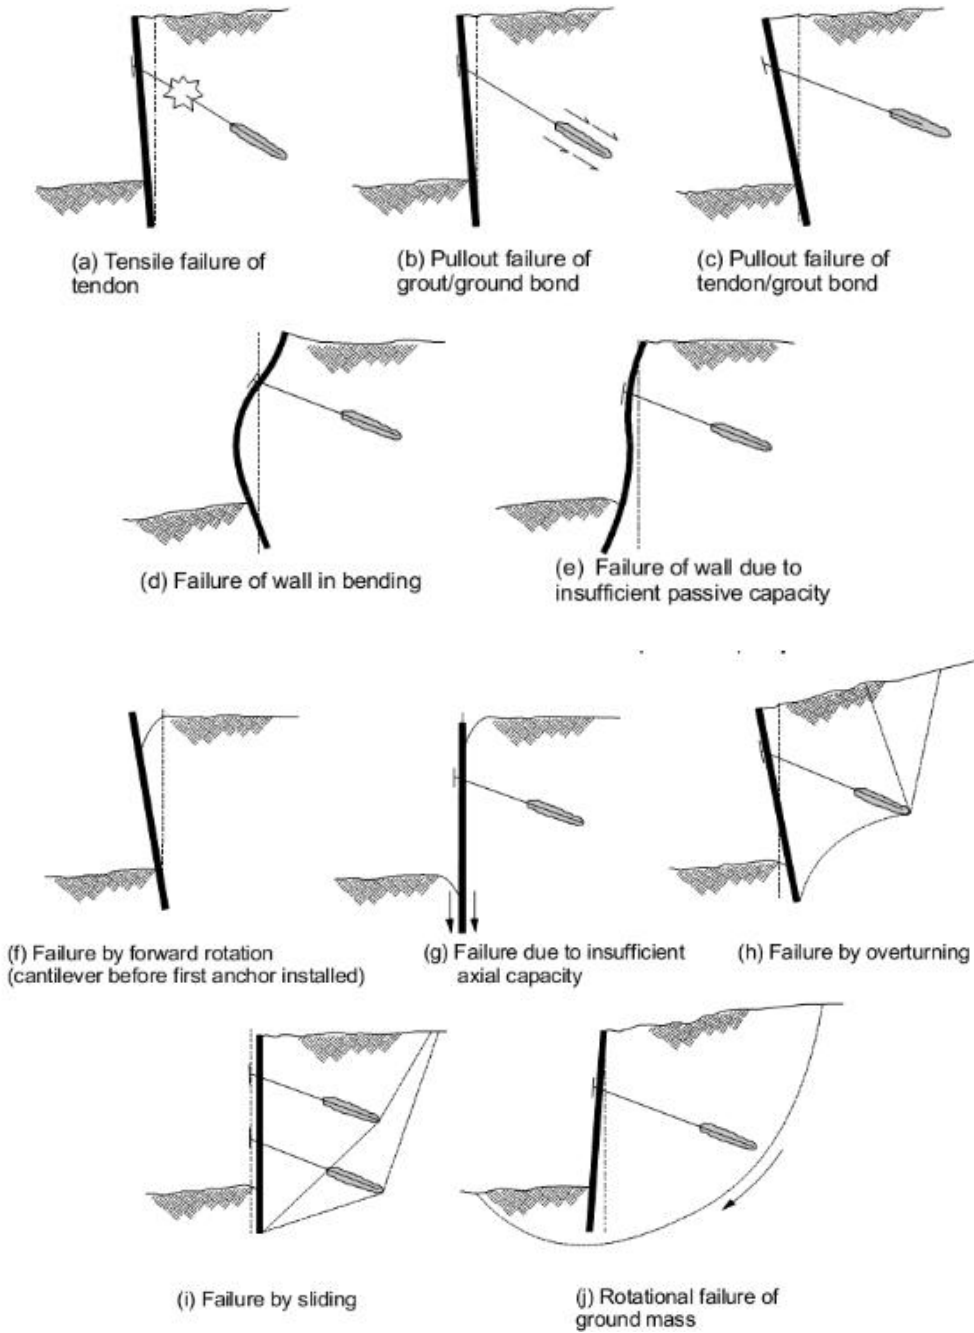 (a) Tensile failure of
tendon
(b) Pullout failure of
grout/ground bond
(c) Pullout failure of
tendon/grout bond
(d) Failure of wall in bending
(e) Failure of wall due to
insufficient passive capacity
(f) Failure by forward rotation
(cantilever before first anchor installed)
(g) Failure due to insufficient
axial capacity
(h) Failure by overturning
(i) Failure by sliding
(j) Rotational failure of
ground mass